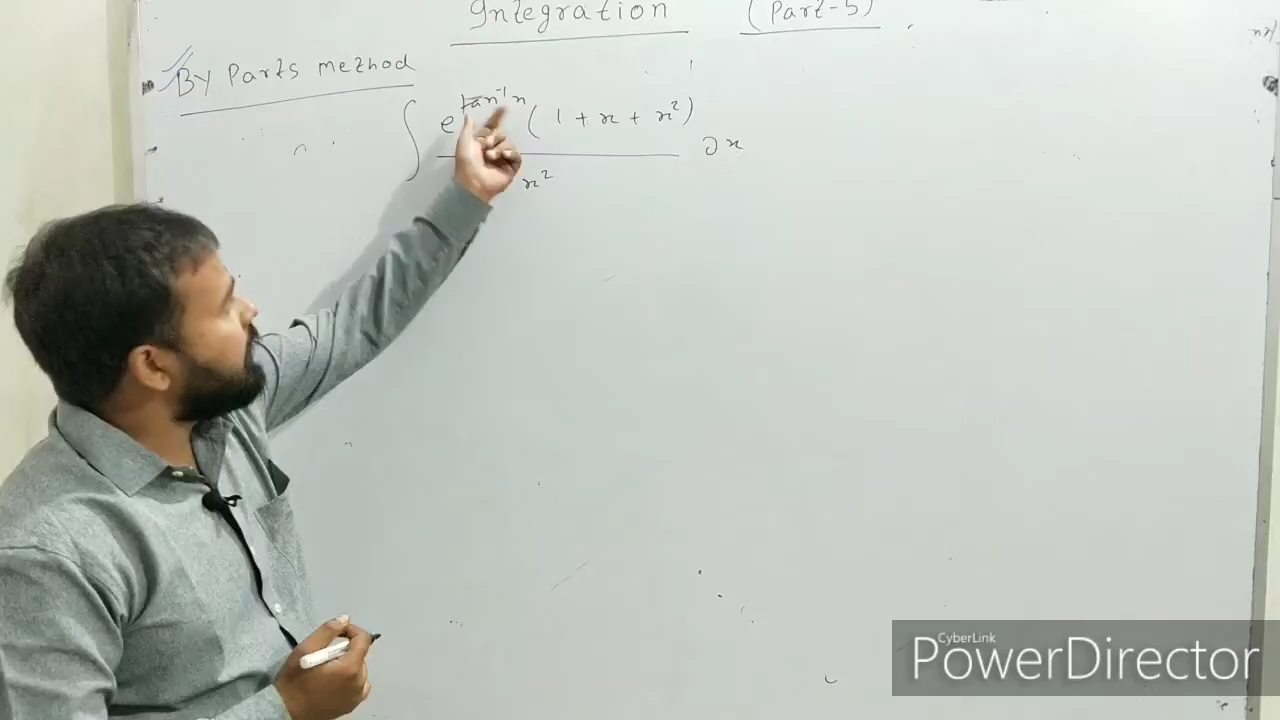 Integration (Part-5)
By Parts method
∫ e^{tan⁻¹x} (1 + x + x²) / x² ∂x
CyberLink
PowerDirector